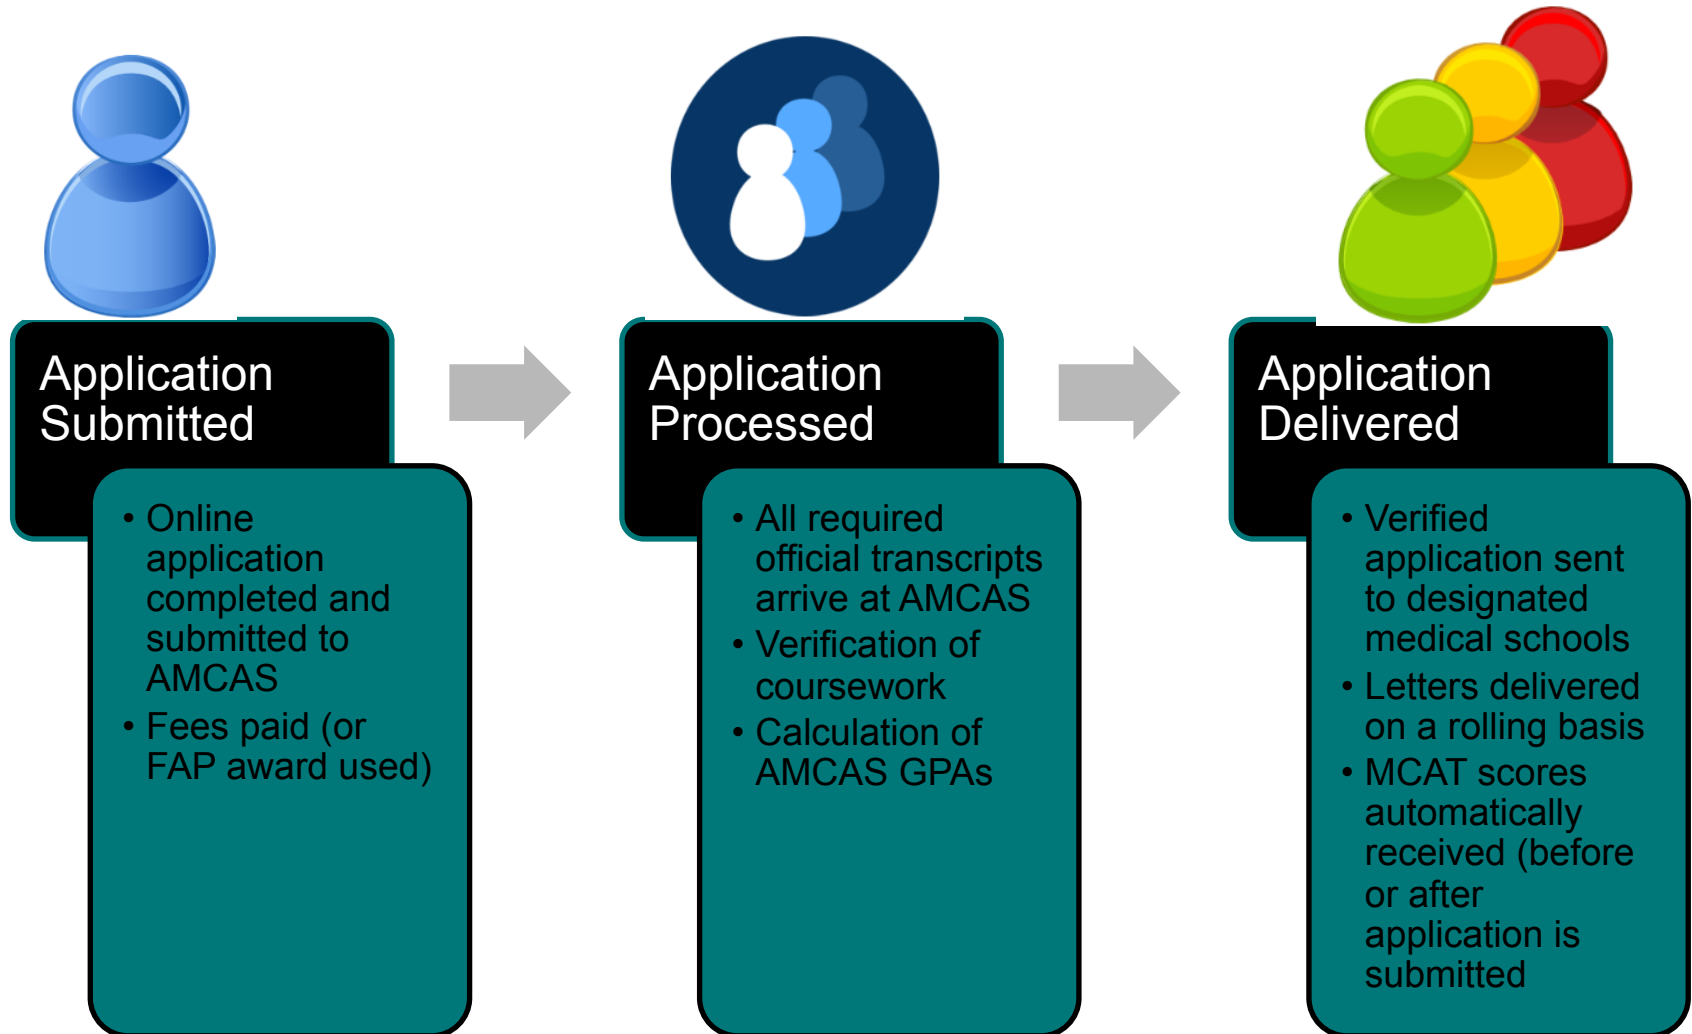 Application
Submitted
• Online
application
completed and
submitted to
AMCAS
• Fees paid (or
FAP award used)
Application
Processed
• All required
official transcripts
arrive at AMCAS
• Verification of
coursework
• Calculation of
AMCAS GPAs
Application
Delivered
• Verified
application sent
to designated
medical schools
• Letters delivered
on a rolling basis
• MCAT scores
automatically
received (before
or after
application is
submitted